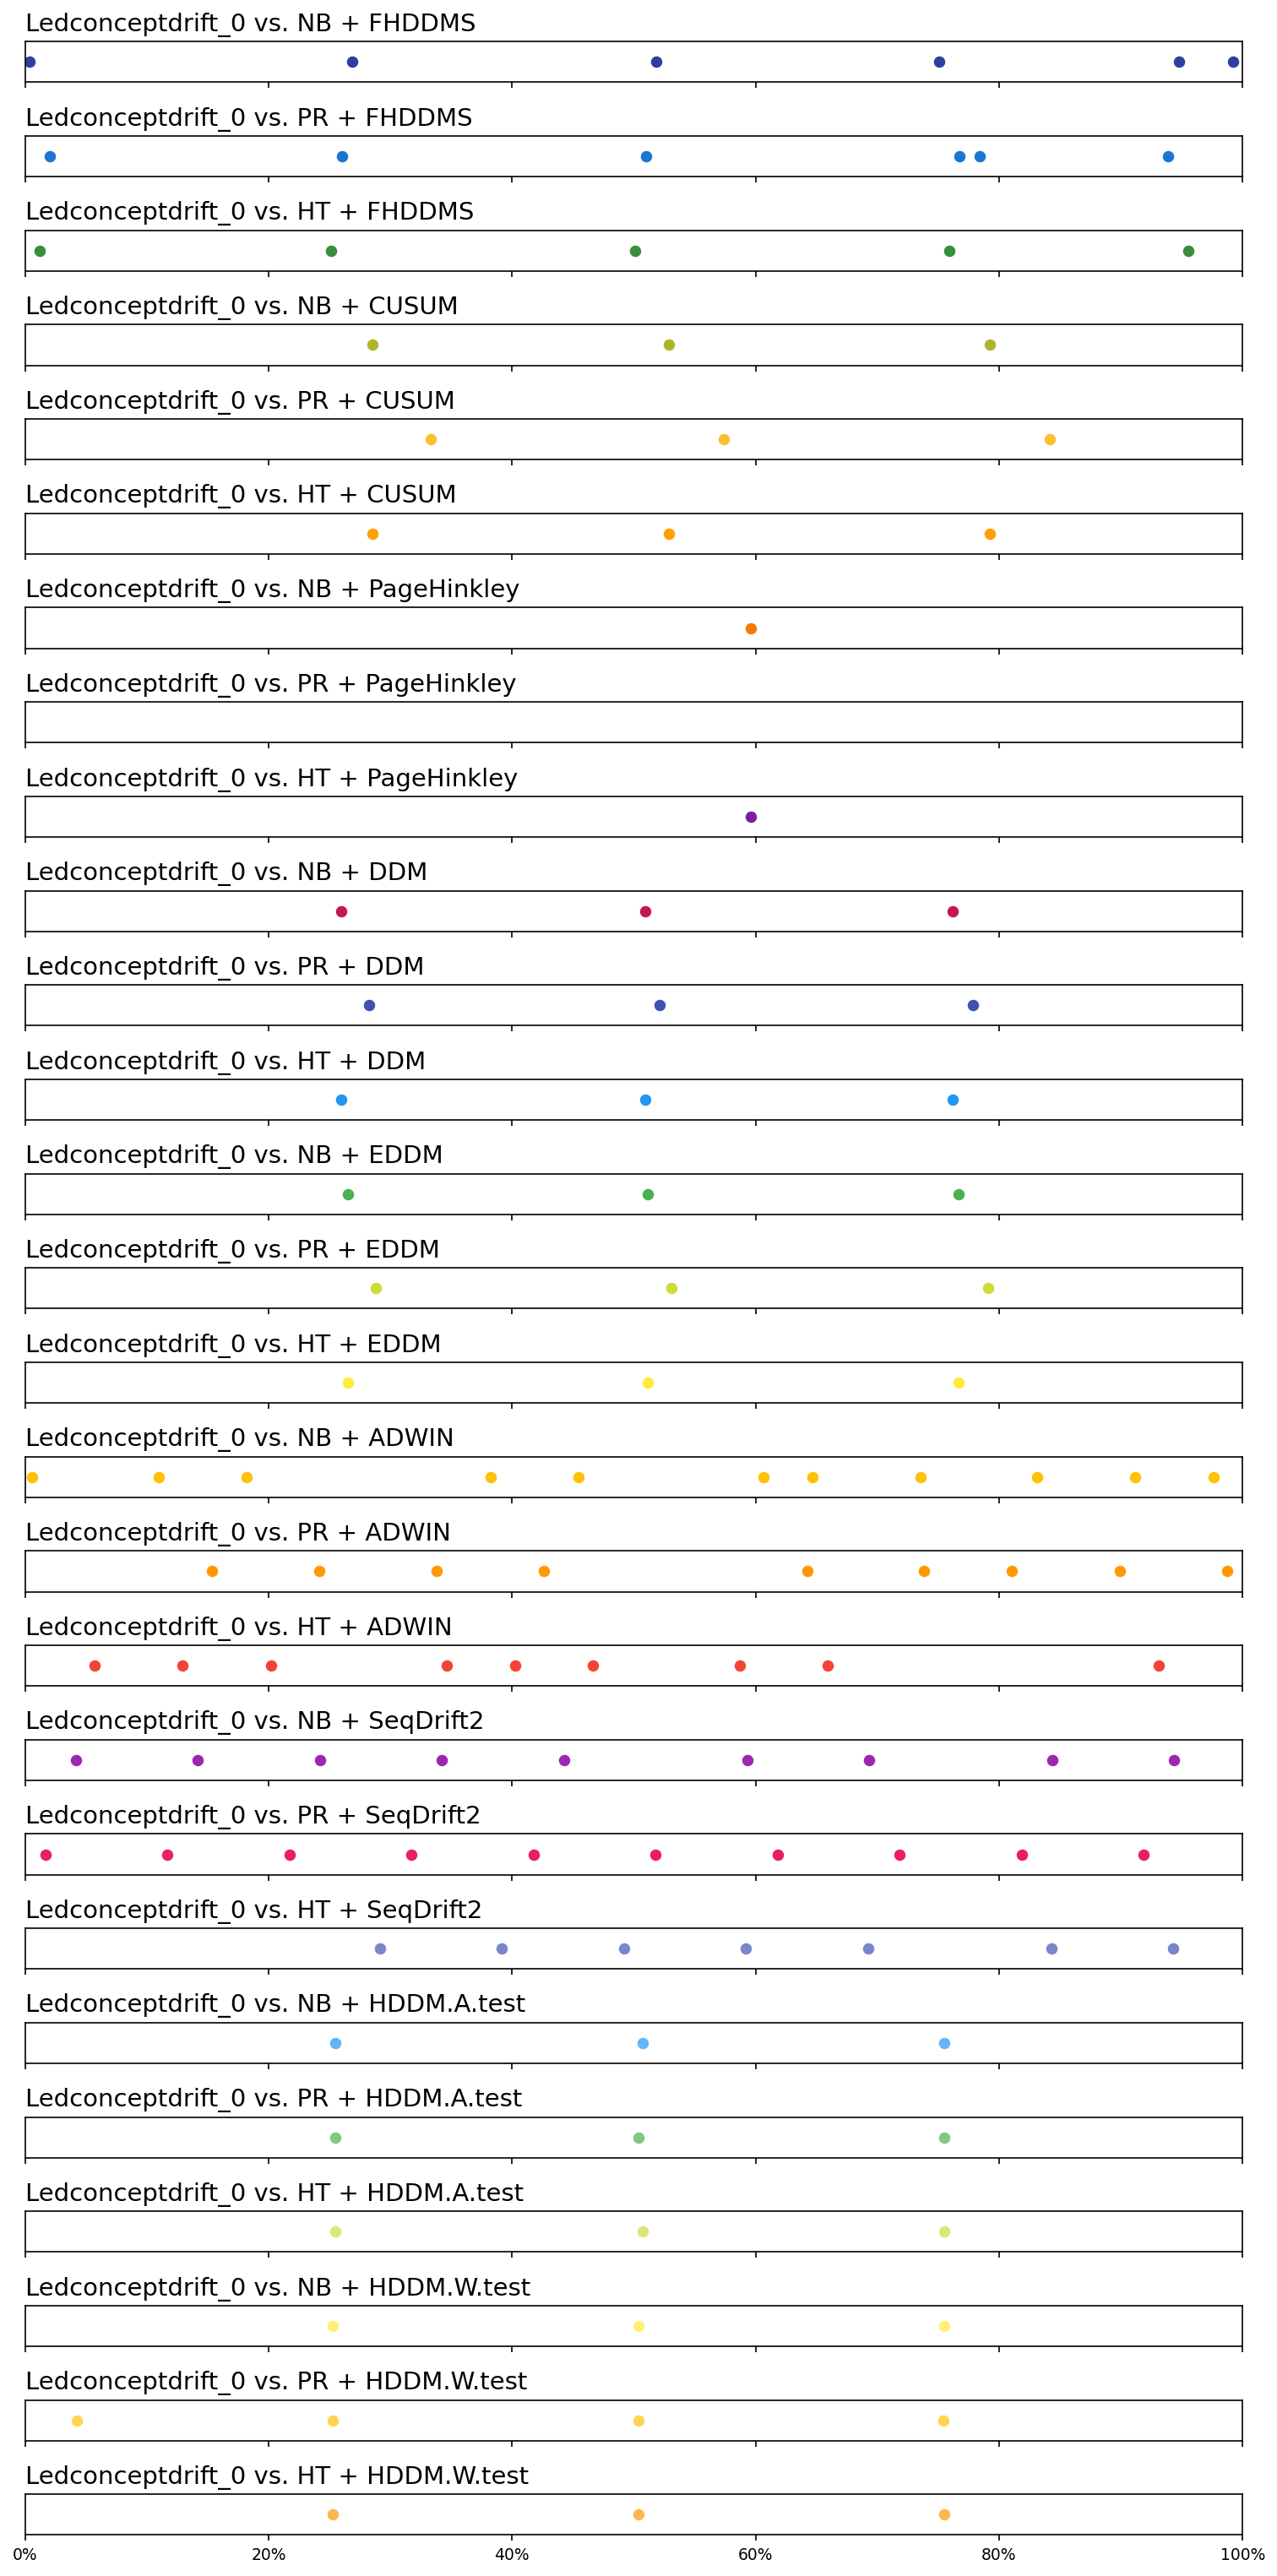 Ledconceptdrift_0 vs. NB + FHDDMS
Ledconceptdrift_0 vs. PR + FHDDMS
Ledconceptdrift_0 vs. HT + FHDDMS
Ledconceptdrift_0 vs. NB + CUSUM
Ledconceptdrift_0 vs. PR + CUSUM
Ledconceptdrift_0 vs. HT + CUSUM
Ledconceptdrift_0 vs. NB + PageHinkley
Ledconceptdrift_0 vs. PR + PageHinkley
Ledconceptdrift_0 vs. HT + PageHinkley
Ledconceptdrift_0 vs. NB + DDM
Ledconceptdrift_0 vs. PR + DDM
Ledconceptdrift_0 vs. HT + DDM
Ledconceptdrift_0 vs. NB + EDDM
Ledconceptdrift_0 vs. PR + EDDM
Ledconceptdrift_0 vs. HT + EDDM
Ledconceptdrift_0 vs. NB + ADWIN
Ledconceptdrift_0 vs. PR + ADWIN
Ledconceptdrift_0 vs. HT + ADWIN
Ledconceptdrift_0 vs. NB + SeqDrift2
Ledconceptdrift_0 vs. PR + SeqDrift2
Ledconceptdrift_0 vs. HT + SeqDrift2
Ledconceptdrift_0 vs. NB + HDDM.A.test
Ledconceptdrift_0 vs. PR + HDDM.A.test
Ledconceptdrift_0 vs. HT + HDDM.A.test
Ledconceptdrift_0 vs. NB + HDDM.W.test
Ledconceptdrift_0 vs. PR + HDDM.W.test
Ledconceptdrift_0 vs. HT + HDDM.W.test
0% 20% 40% 60% 80% 100%